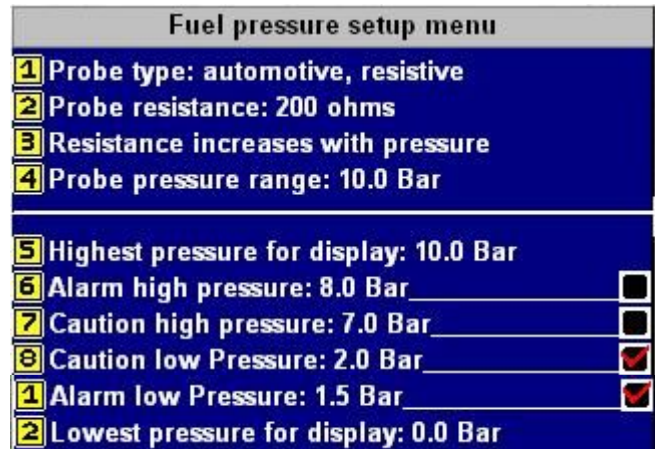 Fuel pressure setup menu
1 Probe type: automotive, resistive
2 Probe resistance: 200 ohms
3 Resistance increases with pressure
4 Probe pressure range: 10.0 Bar
5 Highest pressure for display: 10.0 Bar
6 Alarm high pressure: 8.0 Bar
7 Caution high pressure: 7.0 Bar
8 Caution low Pressure: 2.0 Bar
1 Alarm low Pressure: 1.5 Bar
2 Lowest pressure for display: 0.0 Bar